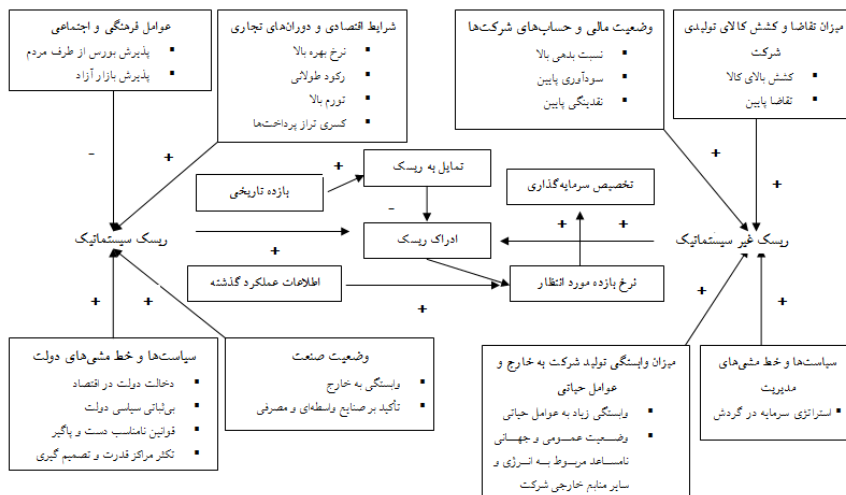 عوامل فرهنگی و اجتماعی
▪ پذیرش بورس از طرف مردم
▪ پذیرش بازار آزاد
شرایط اقتصادی و دوران‌های تجاری
▪ نرخ بهره بالا
▪ رکود طولانی
▪ تورم بالا
▪ کسری تراز پرداخت‌ها
وضعیت مالی و حساب‌های شرکت‌ها
▪ نسبت بدهی بالا
▪ سودآوری پایین
▪ نقدینگی پایین
میزان تقاضا و کشش کالای تولیدی
شرکت
▪ کشش بالای کالا
▪ تقاضا پایین
-
+
+
+
تمایل به ریسک
+
بازده تاریخی
تخصیص سرمایه‌گذاری
-
+
+
ریسک سیستماتیک
ادراک ریسک
ریسک غیر سیستماتیک
+
اطلاعات عملکرد گذشته
نرخ بازده مورد انتظار
+
+
+
+
+
سیاست‌ها و خط مشی‌های دولت
▪ دخالت دولت در اقتصاد
▪ بی‌ثباتی سیاسی دولت
▪ قوانین نامناسب دست و پاگیر
▪ تکثر مراکز قدرت و تصمیم گیری
وضعیت صنعت
▪ وابستگی به خارج
▪ تأکید بر صنایع واسطه‌ای و مصرفی
میزان وابستگی تولید شرکت به خارج و
عوامل حیاتی
▪ وابستگی زیاد به عوامل حیاتی
▪ وضعیت عمومی و جهانی
نامساعد مربوط به انرژی و
سایر منابع خارجی شرکت
سیاست‌ها و خط مشی‌های
مدیریت
▪ استراتژی سرمایه در گردش